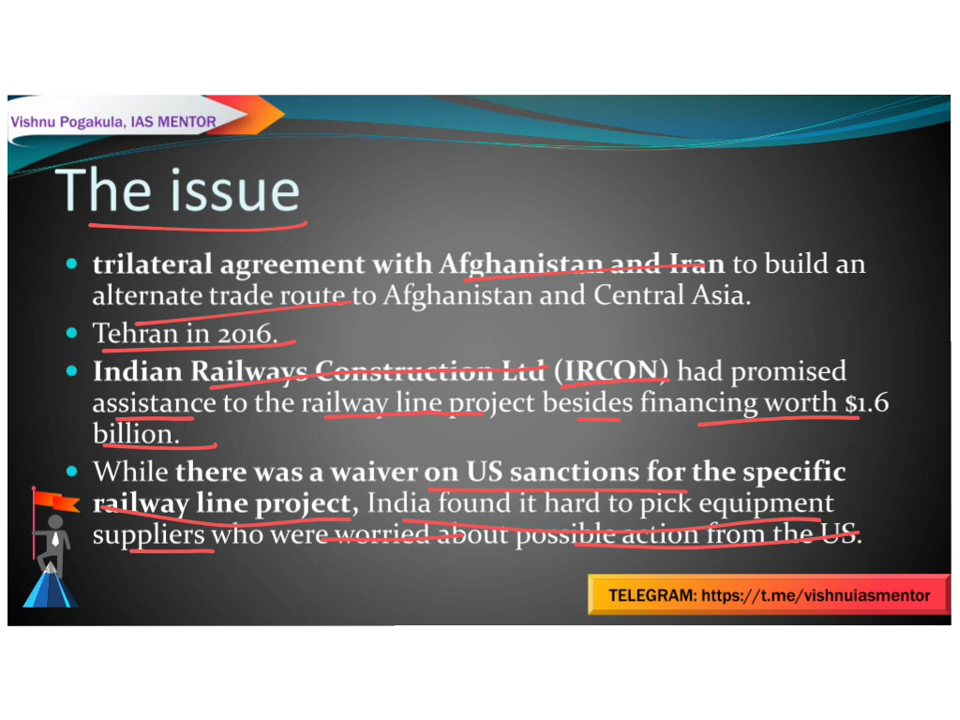 Vishnu Pogakula, IAS MENTOR
The issue
• trilateral agreement with Afghanistan and Iran to build an
alternate trade route to Afghanistan and Central Asia.
• Tehran in 2016.
• Indian Railways Construction Ltd (IRCON) had promised
assistance to the railway line project besides financing worth $1.6
billion.
• While there was a waiver on US sanctions for the specific
railway line project, India found it hard to pick equipment
suppliers who were worried about possible action from the US.
TELEGRAM: https://t.me/vishnuiasmentor